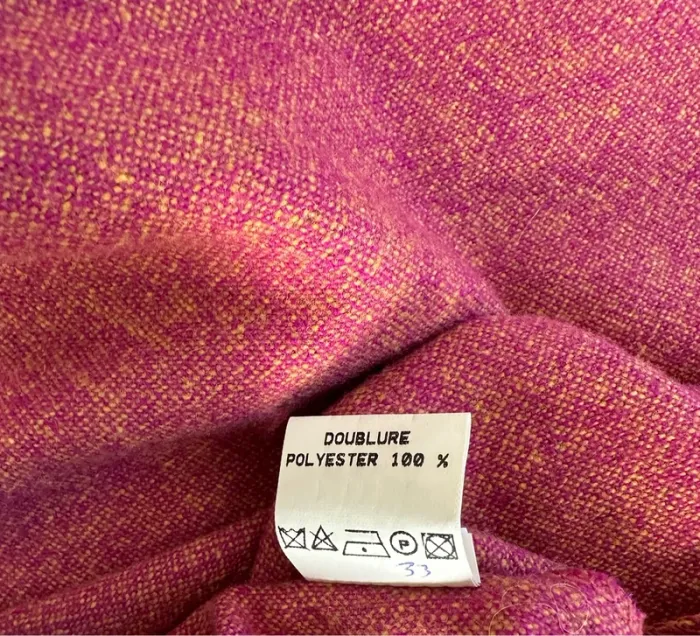 DOUBLURE
POLYESTER 100 %
P
33